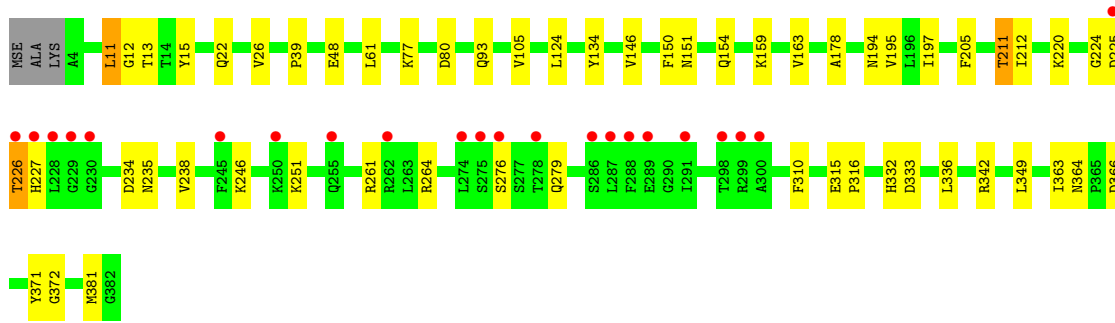 MSE ALA LYS A4 L11 G12 T13 T14 Y15 Q22 V26 P39 E48 L61 K77 D80 Q93 V105 L124 Y134 V146 F150 N151 Q154 K159 V163 A178 N194 V195 L196 I197 F205 T211 I212 K220 G224 D225
T226 H227 L228 G229 G230 D234 N235 V238 F245 K246 K250 K251 Q255 R261 R262 L263 R264 L274 S275 S276 S277 T278 Q279 S286 L287 F288 E289 G290 I291 T298 R299 A300 F310 E315 P316 H332 D333 L336 R342 L349 I363 N364 P365
Y371 G372 M381 G382